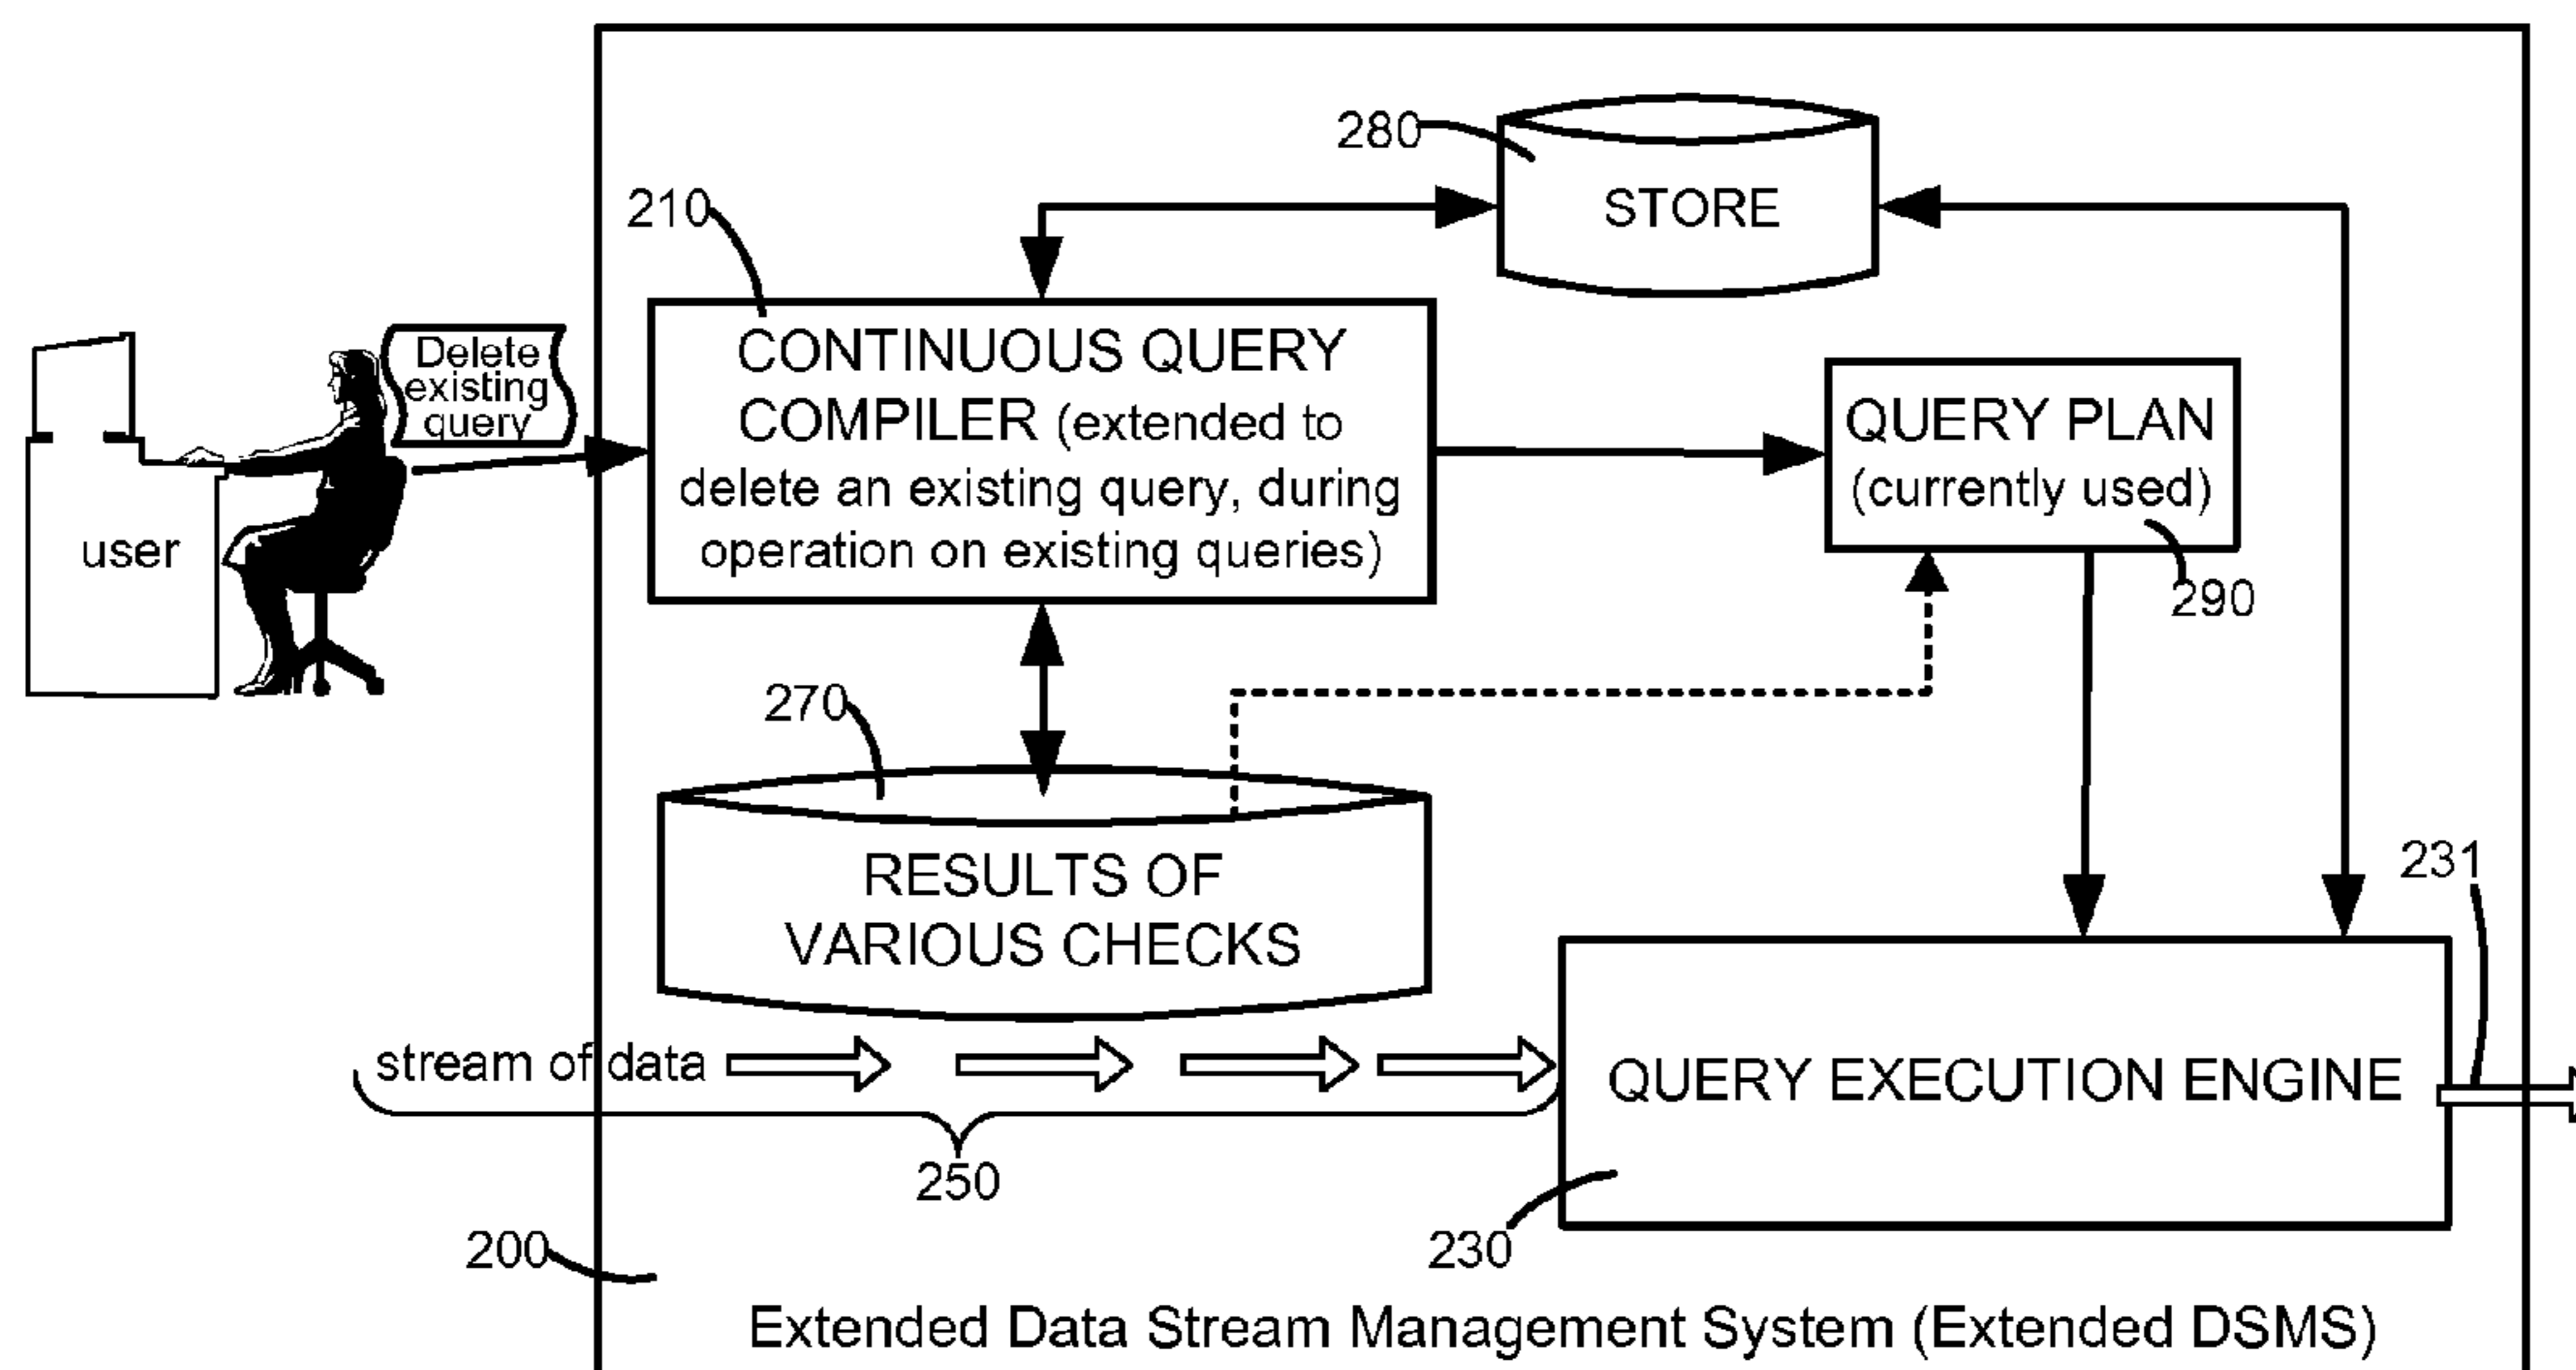 280
STORE
210
Delete
existing
query
CONTINUOUS QUERY
COMPILER (extended to
delete an existing query, during
operation on existing queries)
QUERY PLAN
(currently used)
290
user
270
RESULTS OF
VARIOUS CHECKS
231
stream of data
QUERY EXECUTION ENGINE
250
200
230
Extended Data Stream Management System (Extended DSMS)